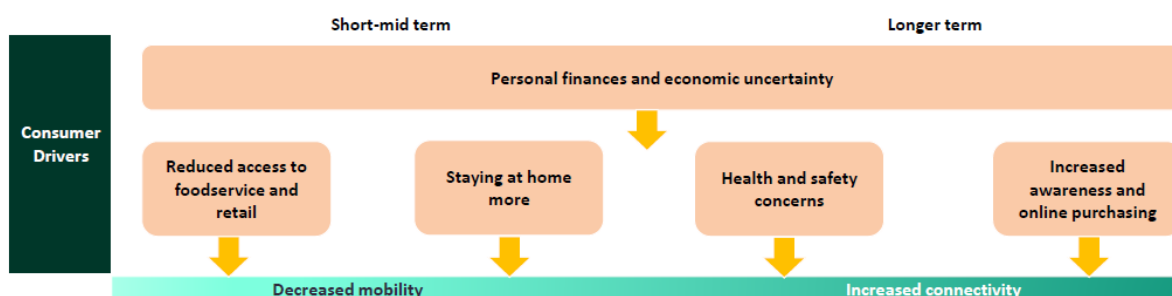 Short-mid term
Longer term
Personal finances and economic uncertainty
Consumer
Drivers
Reduced access to
foodservice and
retail
Staying at home
more
Health and safety
concerns
Increased
awareness and
online purchasing
Decreased mobility
Increased connectivity